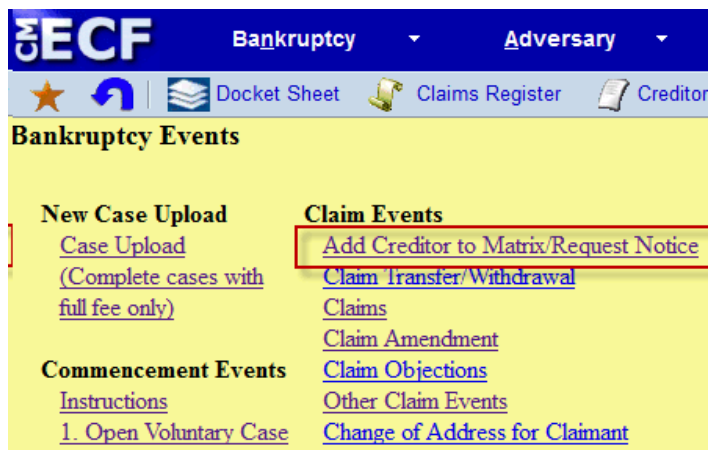 CM ECF Bankruptcy Adversary
Docket Sheet Claims Register Creditor
Bankruptcy Events
New Case Upload
Case Upload
(Complete cases with
full fee only)
Commencement Events
Instructions
1. Open Voluntary Case
Claim Events
Add Creditor to Matrix/Request Notice
Claim Transfer/Withdrawal
Claims
Claim Amendment
Claim Objections
Other Claim Events
Change of Address for Claimant